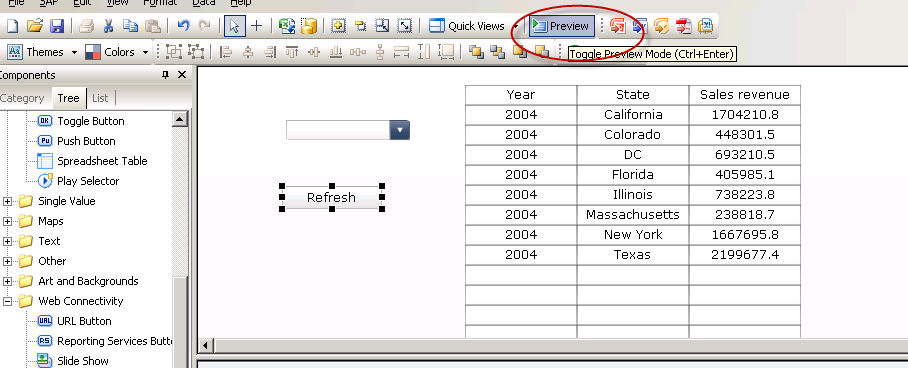 File SAP View Format Data Window Help
Quick Views Preview
Themes Colors Toggle Preview Mode (Ctrl+Enter)
Components
Category Tree List
Toggle Button
Push Button
Spreadsheet Table
Play Selector
Single Value
Maps
Text
Other
Art and Backgrounds
Web Connectivity
URL Button
Reporting Services Butt
Slide Show
Refresh
Year State Sales revenue
2004 California 1704210.8
2004 Colorado 448301.5
2004 DC 693210.5
2004 Florida 405985.1
2004 Illinois 738223.8
2004 Massachusetts 238818.7
2004 New York 1667695.8
2004 Texas 2199677.4